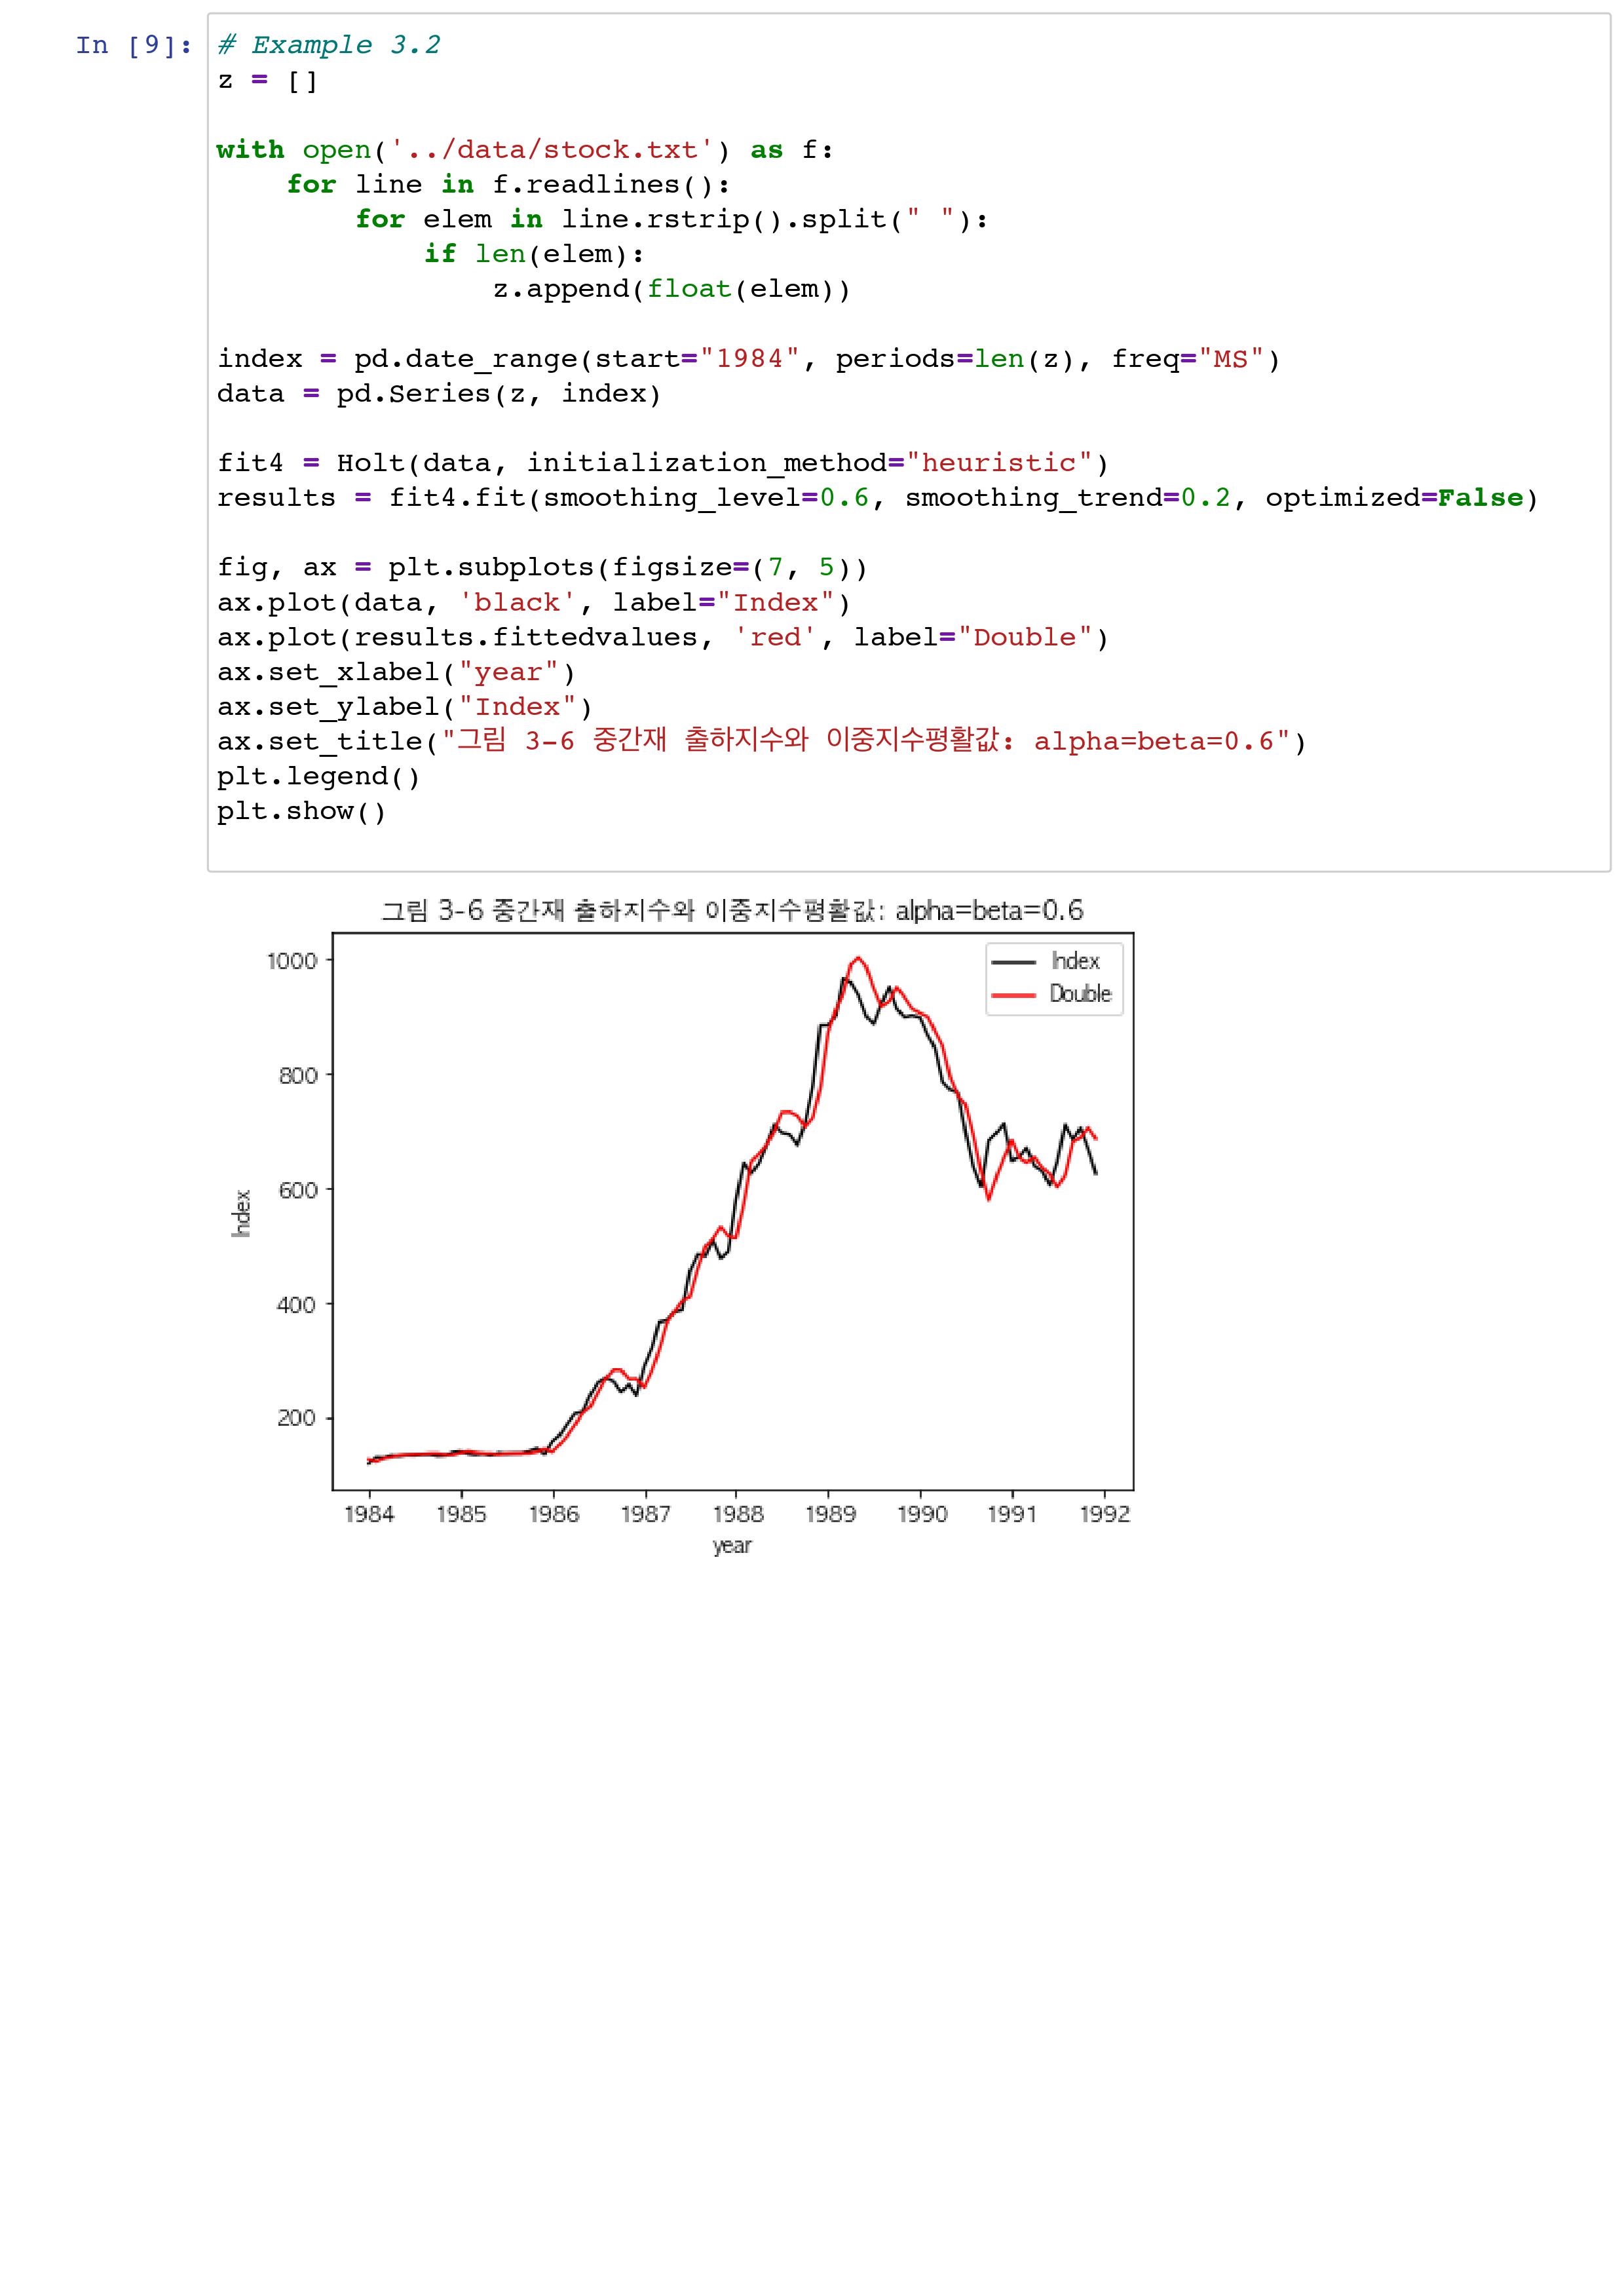 In [9]: # Example 3.2
z = []
with open('../data/stock.txt') as f:
    for line in f.readlines():
        for elem in line.rstrip().split(" "):
            if len(elem):
                z.append(float(elem))
index = pd.date_range(start="1984", periods=len(z), freq="MS")
data = pd.Series(z, index)
fit4 = Holt(data, initialization_method="heuristic")
results = fit4.fit(smoothing_level=0.6, smoothing_trend=0.2, optimized=False)
fig, ax = plt.subplots(figsize=(7, 5))
ax.plot(data, 'black', label="Index")
ax.plot(results.fittedvalues, 'red', label="Double")
ax.set_xlabel("year")
ax.set_ylabel("Index")
ax.set_title("그림 3-6 중간재 출하지수와 이중지수평활값: alpha=beta=0.6")
plt.legend()
plt.show()
그림 3-6 중간재 출하지수와 이중지수평활값: alpha=beta=0.6
Index
Double
1000
800
600
400
200
Index
1984 1985 1986 1987 1988 1989 1990 1991 1992
year